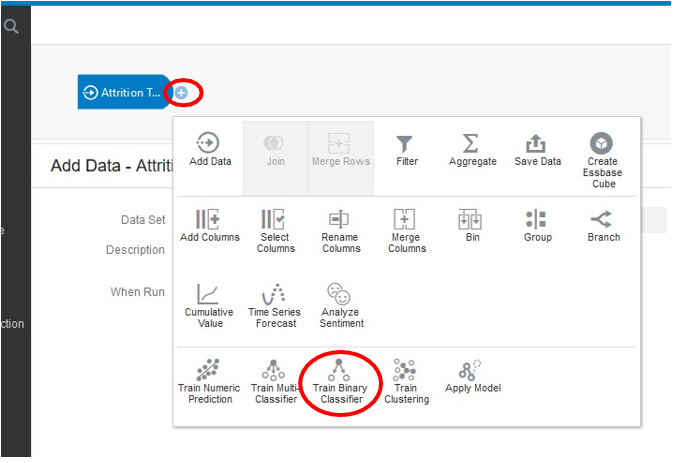 Attrition T...
Add Data
Join
Merge Rows
Filter
Aggregate
Save Data
Create
Essbase
Cube
Add Data - Attriti
Data Set
Description
When Run
e
ction
Add Columns
Select
Columns
Rename
Columns
Merge
Columns
Bin
Group
Branch
Cumulative
Value
Time Series
Forecast
Analyze
Sentiment
Train Numeric
Prediction
Train Multi-
Classifier
Train Binary
Classifier
Train
Clustering
Apply Model